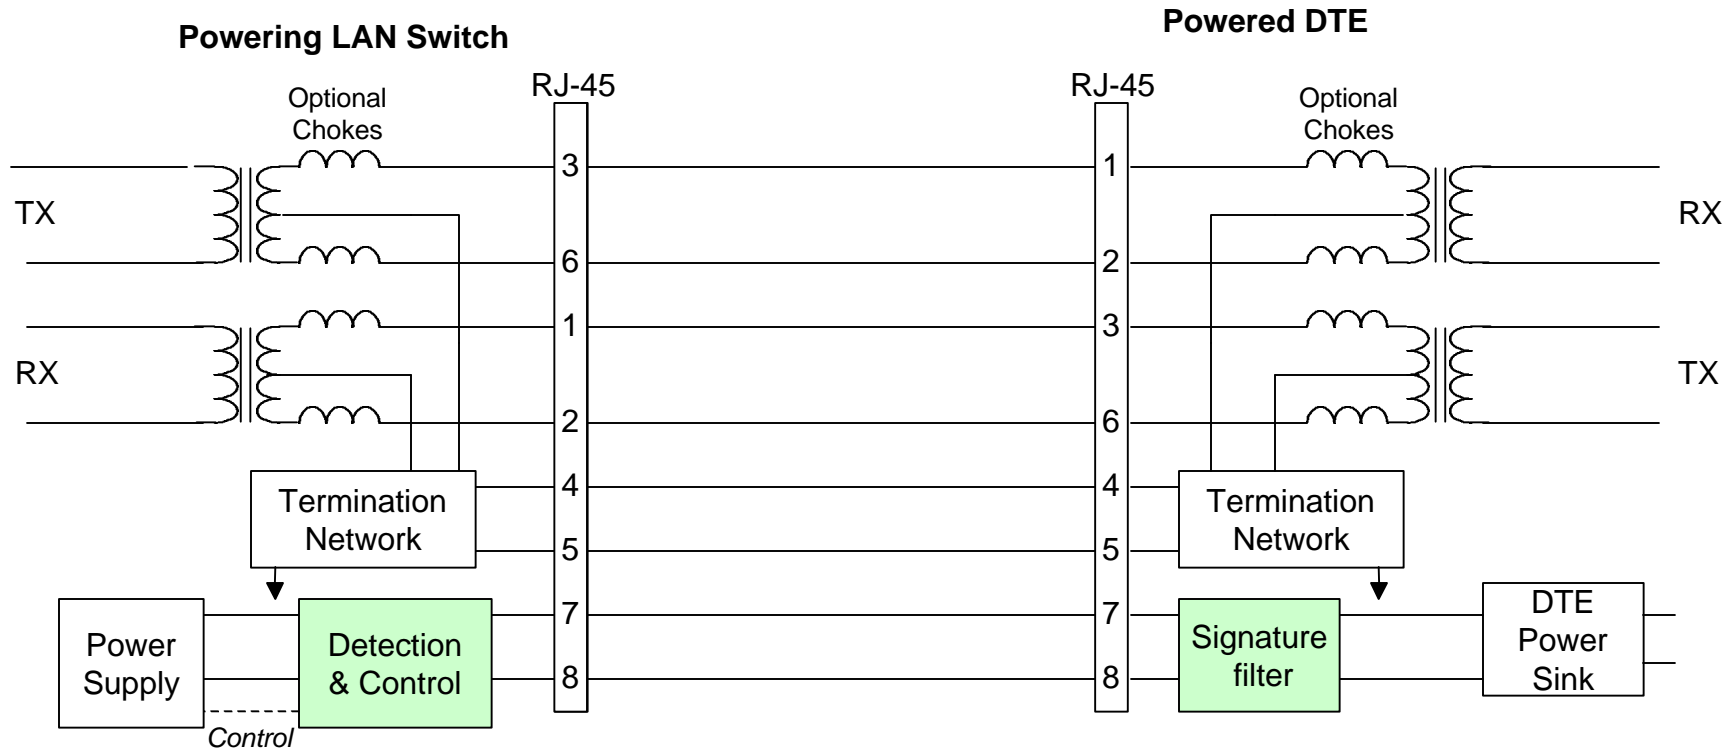 Powering LAN Switch
Powered DTE
RJ-45
RJ-45
Optional
Chokes
Optional
Chokes
3
1
TX
RX
6
2
1
3
RX
TX
2
6
Termination
Network
4
4
Termination
Network
5
5
Power
Supply
Detection
& Control
7
7
Signature
filter
DTE
Power
Sink
8
8
Control